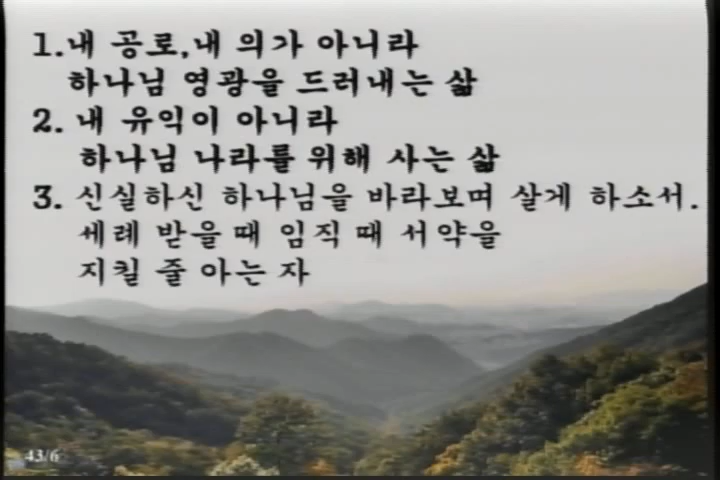 1.내 공로,내 의가 아니라
하나님 영광을 드러내는 삶
2. 내 유익이 아니라
하나님 나라를 위해 사는 삶
3. 신실하신 하나님을 바라보며 살게 하소서.
세례 받을 때 임직 때 서약을
지킬 줄 아는 자
43/6